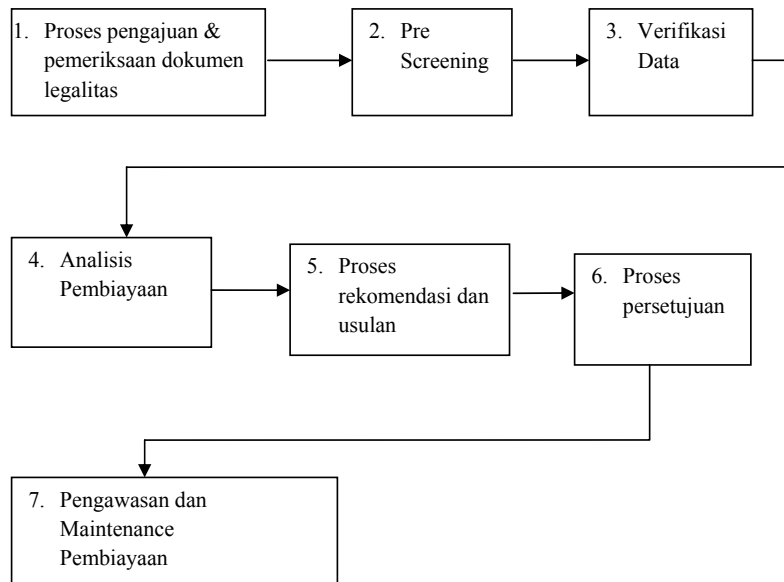 1. Proses pengajuan &
pemeriksaan dokumen
legalitas
2. Pre
Screening
3. Verifikasi
Data
4. Analisis
Pembiayaan
5. Proses
rekomendasi dan
usulan
6. Proses
persetujuan
7. Pengawasan dan
Maintenance
Pembiayaan